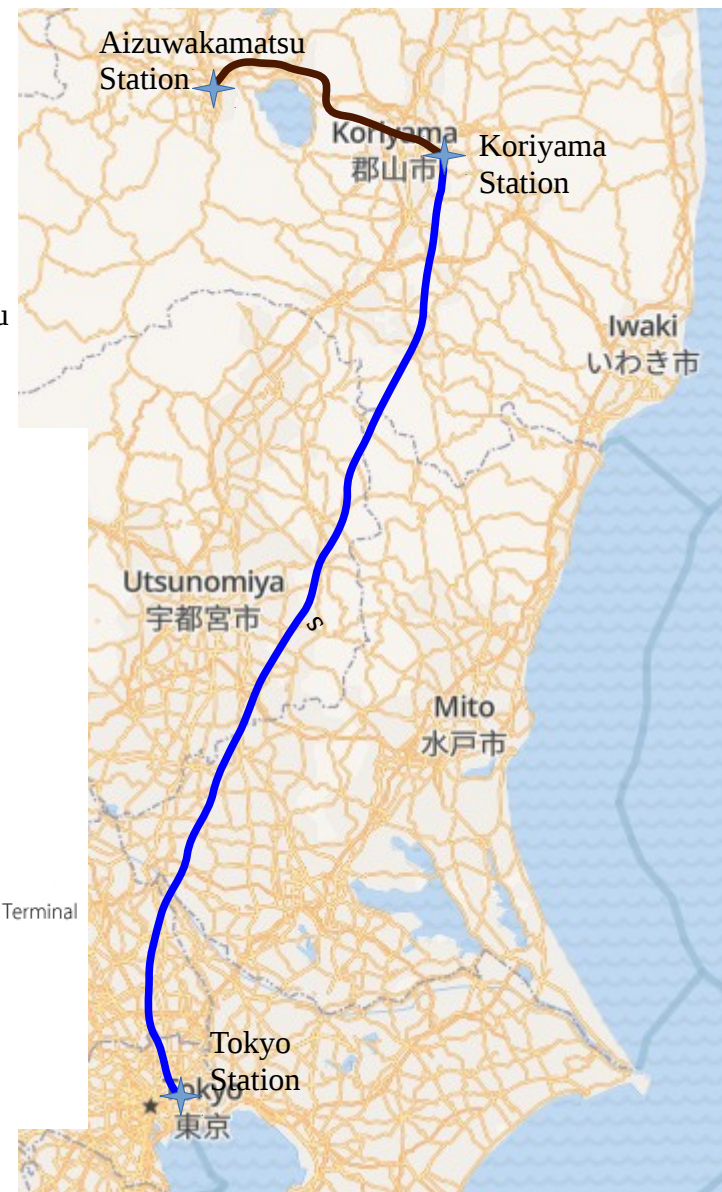 Aizuwakamatsu
Station
Koriyama
郡山市
Koriyama
Station
u
Iwaki
いわき市
Utsunomiya
宇都宮市
s
Mito
水戸市
Terminal
Tokyo
Station
Tokyo
東京